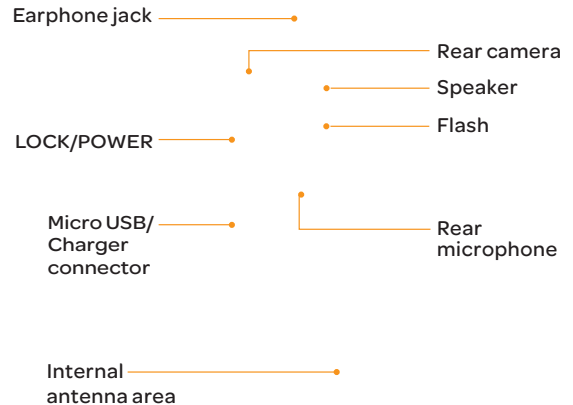 Earphone jack
Rear camera
Speaker
Flash
LOCK/POWER
Micro USB/
Charger
connector
Rear
microphone
Internal
antenna area